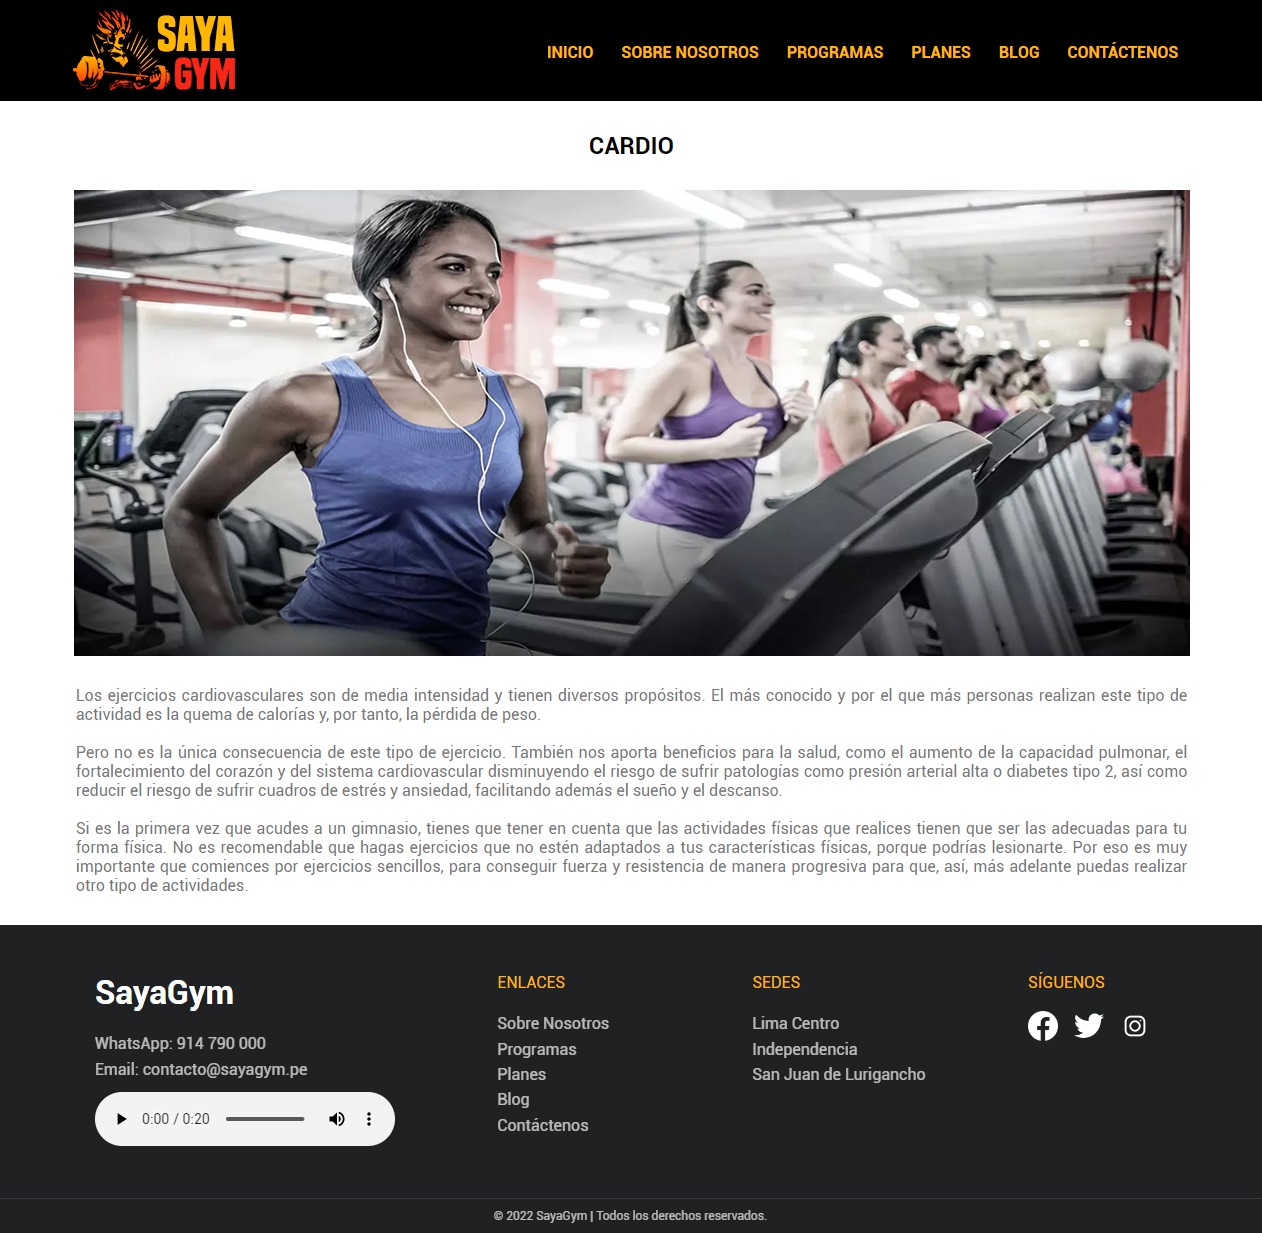 SAYA
GYM
INICIO SOBRE NOSOTROS PROGRAMAS PLANES BLOG CONTÁCTENOS
CARDIO
Los ejercicios cardiovasculares son de media intensidad y tienen diversos propósitos. El más conocido y por el que más personas realizan este tipo de
actividad es la quema de calorías y, por tanto, la pérdida de peso.
Pero no es la única consecuencia de este tipo de ejercicio. También nos aporta beneficios para la salud, como el aumento de la capacidad pulmonar, el
fortalecimiento del corazón y del sistema cardiovascular disminuyendo el riesgo de sufrir patologías como presión arterial alta o diabetes tipo 2, así como
reducir el riesgo de sufrir cuadros de estrés y ansiedad, facilitando además el sueño y el descanso.
Si es la primera vez que acudes a un gimnasio, tienes que tener en cuenta que las actividades físicas que realices tienen que ser las adecuadas para tu
forma física. No es recomendable que hagas ejercicios que no estén adaptados a tus características físicas, porque podrías lesionarte. Por eso es muy
importante que comiences por ejercicios sencillos, para conseguir fuerza y resistencia de manera progresiva para que, así, más adelante puedas realizar
otro tipo de actividades.
SayaGym
WhatsApp: 914 790 000
Email: contacto@sayagym.pe
0:00 / 0:20
ENLACES
Sobre Nosotros
Programas
Planes
Blog
Contáctenos
SEDES
Lima Centro
Independencia
San Juan de Lurigancho
SÍGUENOS
© 2022 SayaGym | Todos los derechos reservados.